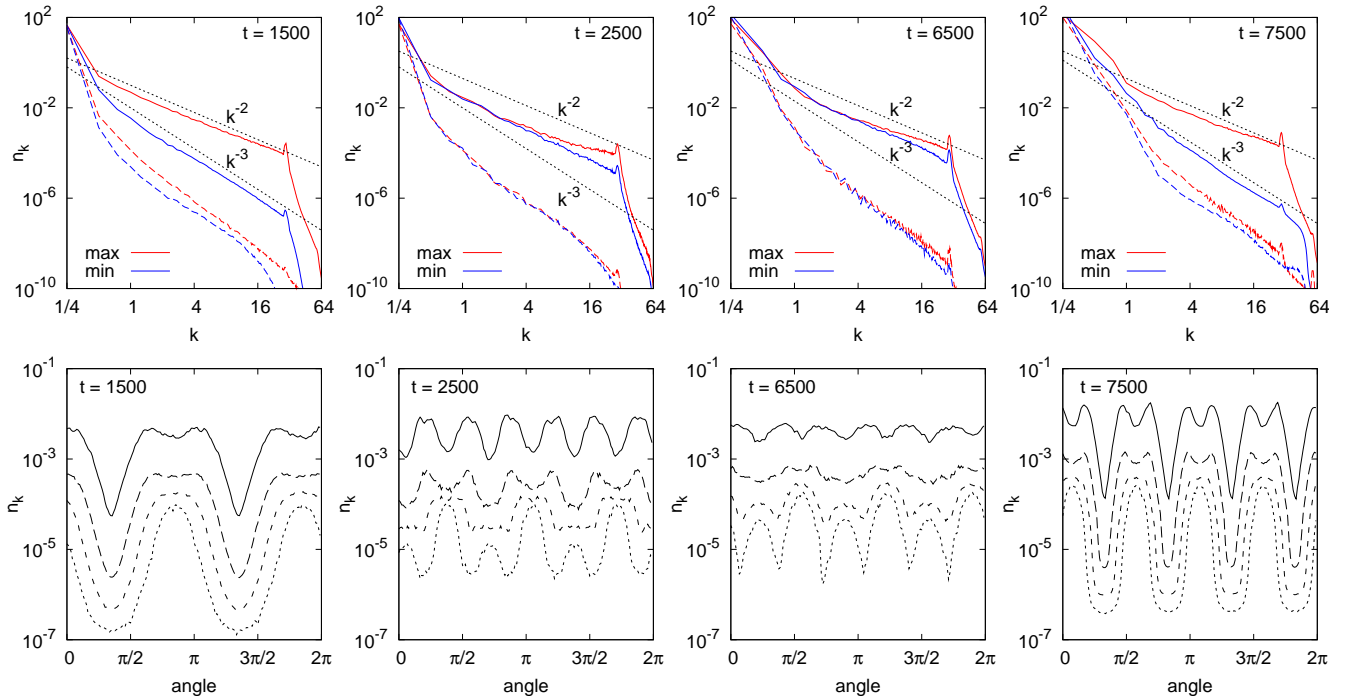 10^2
10^-2
10^-6
10^-10
n_k
t = 1500
k^-2
k^-3
max
min
1/4 1 4 16 64
k
10^2
10^-2
10^-6
10^-10
n_k
t = 2500
k^-2
k^-3
max
min
1/4 1 4 16 64
k
10^2
10^-2
10^-6
10^-10
n_k
t = 6500
k^-2
k^-3
max
min
1/4 1 4 16 64
k
10^2
10^-2
10^-6
10^-10
n_k
t = 7500
k^-2
k^-3
max
min
1/4 1 4 16 64
k
10^-1
10^-3
10^-5
10^-7
n_k
t = 1500
0 π/2 π 3π/2 2π
angle
10^-1
10^-3
10^-5
10^-7
n_k
t = 2500
0 π/2 π 3π/2 2π
angle
10^-1
10^-3
10^-5
10^-7
n_k
t = 6500
0 π/2 π 3π/2 2π
angle
10^-1
10^-3
10^-5
10^-7
n_k
t = 7500
0 π/2 π 3π/2 2π
angle